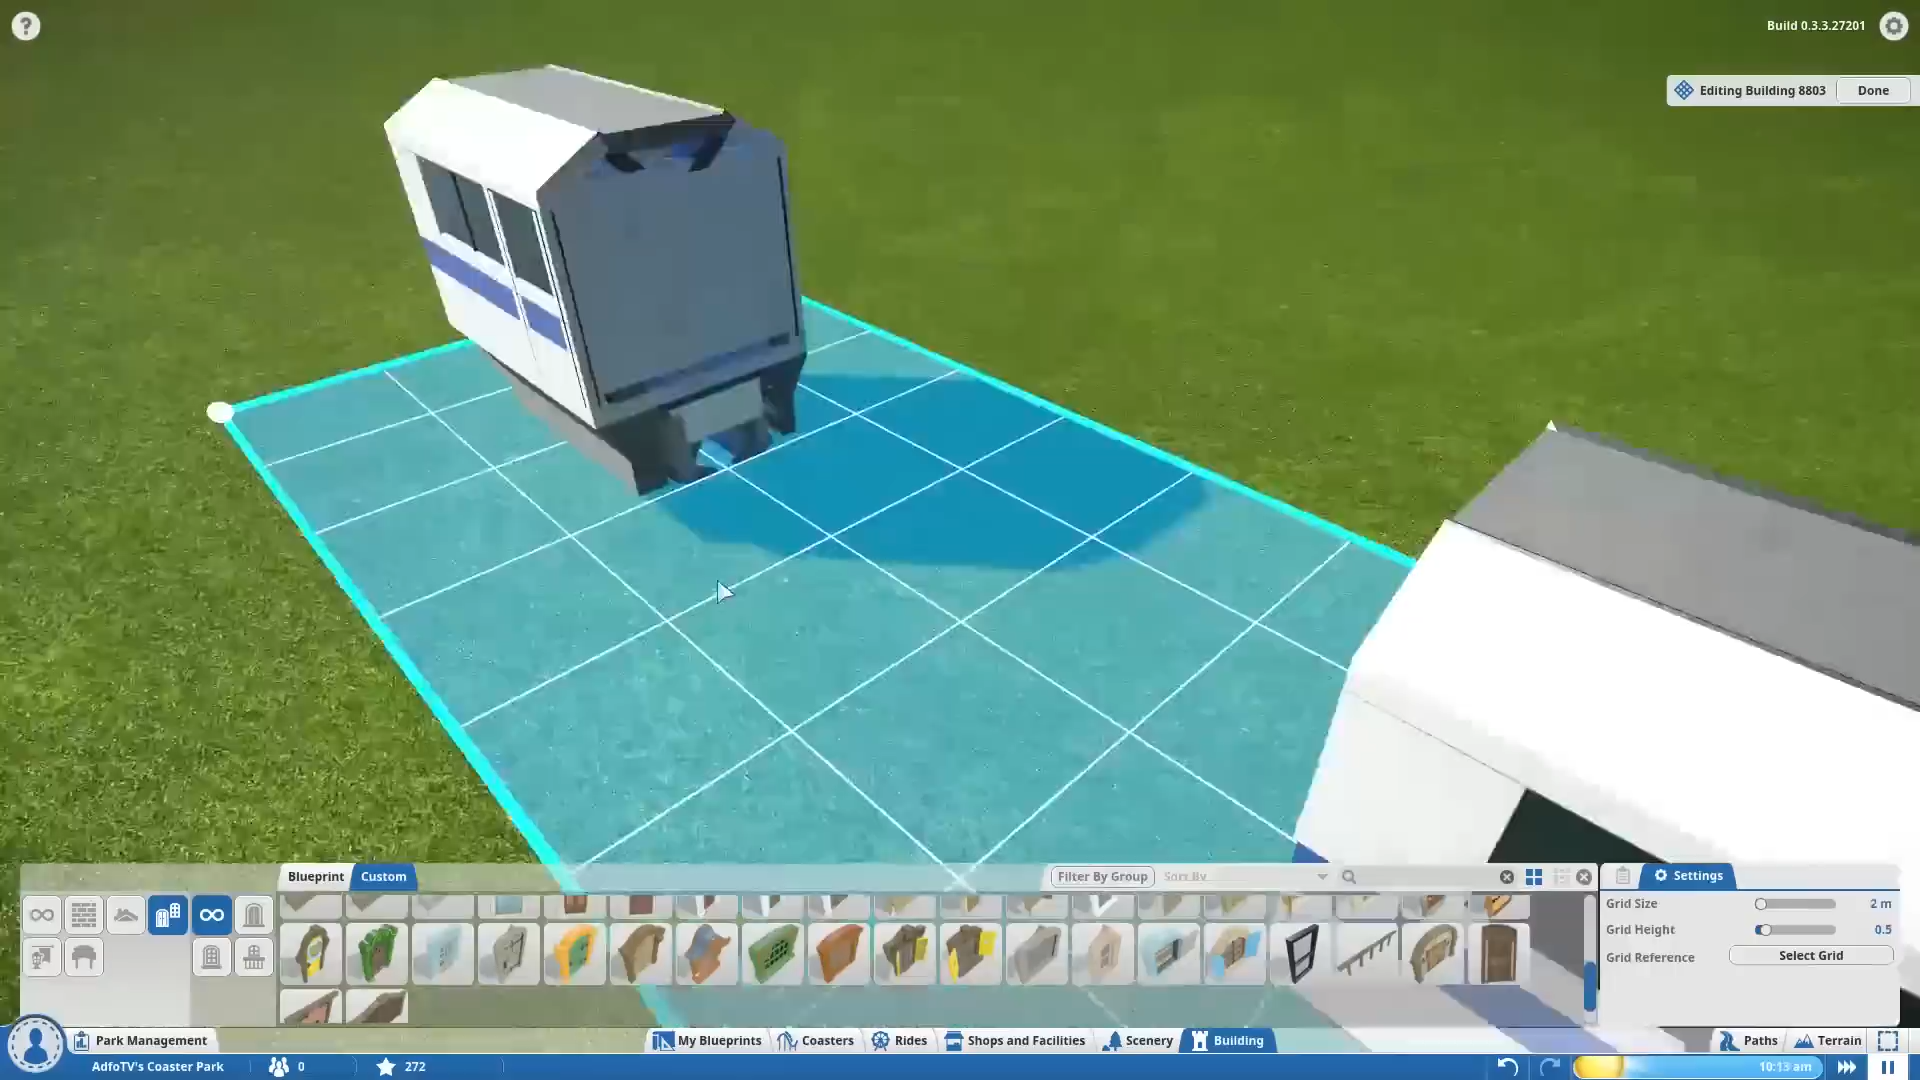 ?
Build 0.3.3.27201
Editing Building 8803
Done
Blueprint
Custom
Filter By Group
Sort By
Settings
Grid Size
2 m
Grid Height
0.5
Grid Reference
Select Grid
Park Management
My Blueprints
Coasters
Rides
Shops and Facilities
Scenery
Building
Paths
Terrain
AdfoTV's Coaster Park
0
272
10:13 am